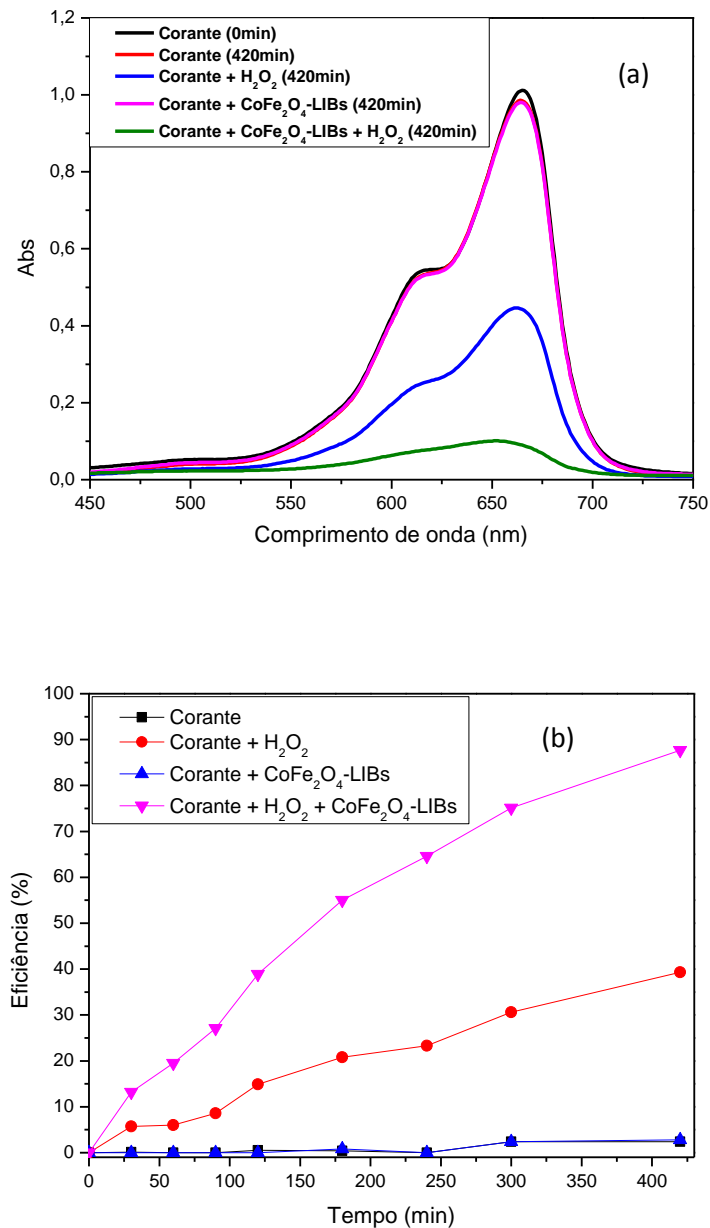 1,2
Corante (0min)
Corante (420min)
Corante + H₂O₂ (420min)
Corante + CoFe₂O₄-LIBs (420min)
Corante + CoFe₂O₄-LIBs + H₂O₂ (420min)
(a)
1,0
0,8
0,6
0,4
0,2
0,0
Abs
450 500 550 600 650 700 750
Comprimento de onda (nm)
100
90
80
70
60
50
40
30
20
10
0
Corante
Corante + H₂O₂
Corante + CoFe₂O₄-LIBs
Corante + H₂O₂ + CoFe₂O₄-LIBs
(b)
Eficiência (%)
0 50 100 150 200 250 300 350 400
Tempo (min)